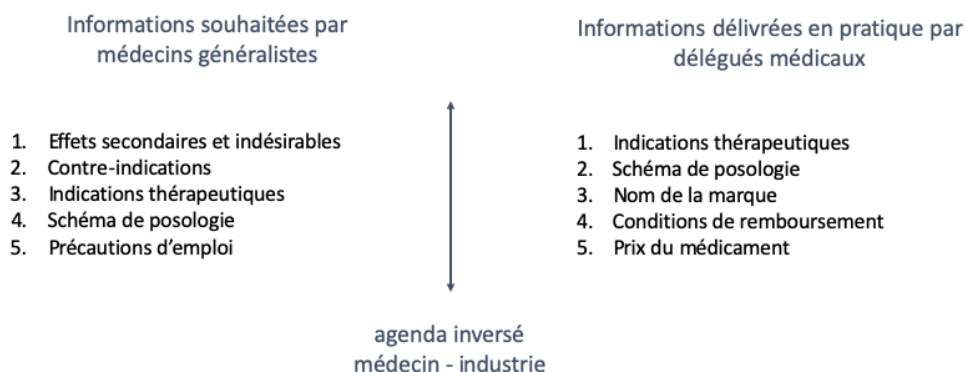 Informations souhaitées par
médecins généralistes
1. Effets secondaires et indésirables
2. Contre-indications
3. Indications thérapeutiques
4. Schéma de posologie
5. Précautions d'emploi
Informations délivrées en pratique par
délégués médicaux
1. Indications thérapeutiques
2. Schéma de posologie
3. Nom de la marque
4. Conditions de remboursement
5. Prix du médicament
agenda inversé
médecin - industrie